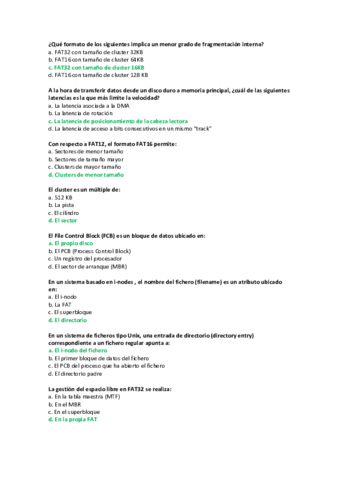 ¿Qué formato de los siguientes implica un menor grado de fragmentación interna?
a. FAT32 con tamaño de cluster 32KB
b. FAT16 con tamaño de cluster 64KB
c. FAT32 con tamaño de cluster 16KB
d. FAT16 con tamaño de cluster 128 KB
A la hora de transferir datos desde un disco duro a memoria principal, ¿cuál de las siguientes
latencias es la que más limite la velocidad?
a. La latencia asociada a la DMA
b. La latencia de rotación
c. La latencia de posicionamiento de la cabeza lectora
d. La latencia de acceso a bits consecutivos en un mismo "track"
Con respecto a FAT12, el formato FAT16 permite:
a. Sectores de menor tamaño
b. Sectores de tamaño mayor
c. Clusters de mayor tamaño
d. Clusters de menor tamaño
El cluster es un múltiple de:
a. 512 KB
b. La pista
c. El cilindro
d. El sector
El File Control Block (FCB) es un bloque de datos ubicado en:
a. El propio disco
b. El PCB (Process Control Block)
c. Un registro del procesador
d. El sector de arranque (MBR)
En un sistema basado en i-nodes , el nombre del fichero (filename) es un atributo ubicado
en:
a. El i-nodo
b. La FAT
c. El superbloque
d. El directorio
En un sistema de ficheros tipo Unix, una entrada de directorio (directory entry)
correspondiente a un fichero regular apunta a:
a. El i-nodo del fichero
b. El primer bloque de datos del fichero
c. El PCB del proceso que ha abierto el fichero
d. El directorio padre
La gestión del espacio libre en FAT32 se realiza:
a. En la tabla maestra (MTF)
b. En el MBR
c. En el superbloque
d. En la propia FAT